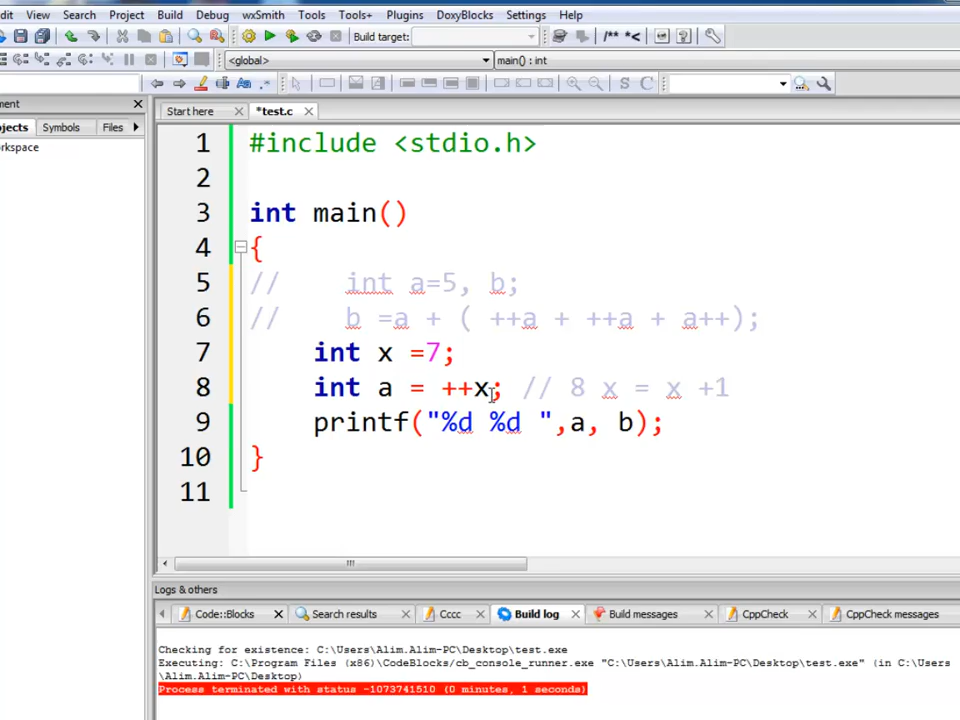 dit View Search Project Build Debug wxSmith Tools Tools+ Plugins DoxyBlocks Settings Help
Build target: /** *<
<global> main() : int
Aa .* S C
ment
ojects Symbols Files
Start here *test.c
rkspace
1 #include <stdio.h>
2
3 int main()
4 {
5 // int a=5, b;
6 // b =a + ( ++a + ++a + a++);
7 int x =7;
8 int a = ++x; // 8 x = x +1
9 printf("%d %d ",a, b);
10 }
11
Logs & others
Code::Blocks Search results Cccc Build log Build messages CppCheck CppCheck messages
Checking for existence: C:\Users\Alim.Alim-PC\Desktop\test.exe
Executing: C:\Program Files (x86)\CodeBlocks/cb_console_runner.exe "C:\Users\Alim.Alim-PC\Desktop\test.exe" (in C:\Users
\Alim.Alim-PC\Desktop)
Process terminated with status -1073741510 (0 minutes, 1 seconds)